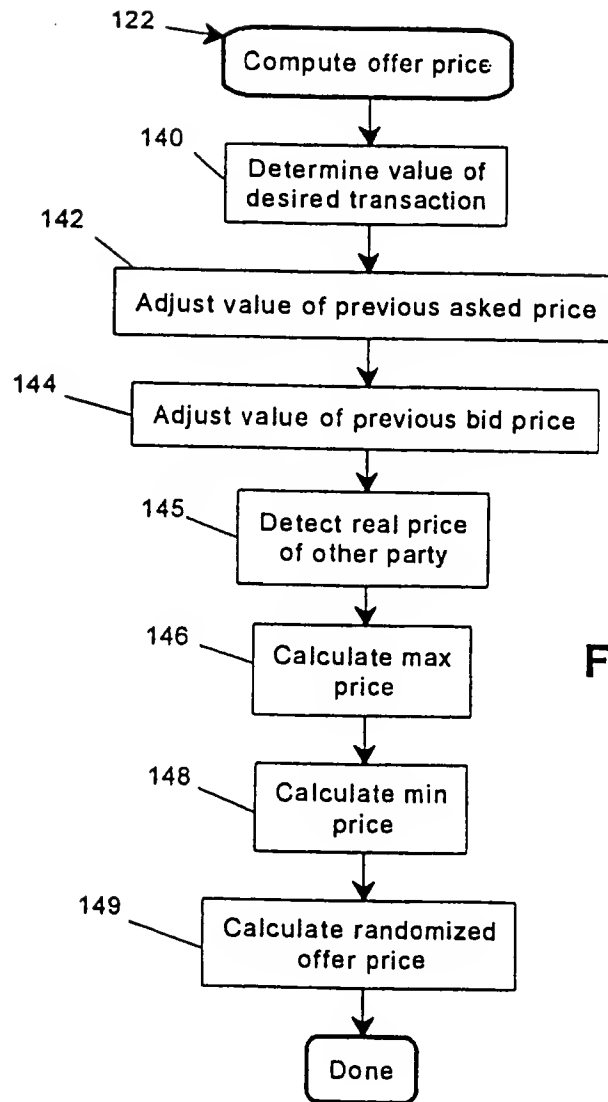 122
Compute offer price
140
Determine value of
desired transaction
142
Adjust value of previous asked price
144
Adjust value of previous bid price
145
Detect real price
of other party
146
Calculate max
price
F
148
Calculate min
price
149
Calculate randomized
offer price
Done